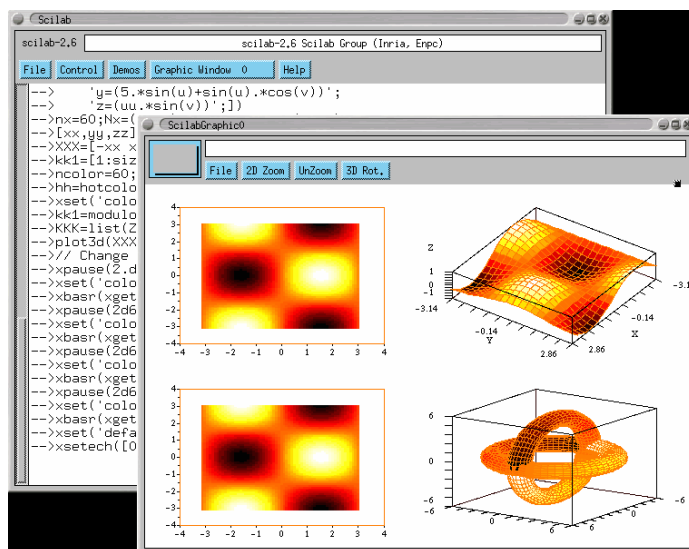 Scilab
scilab-2.6 scilab-2.6 Scilab Group (Inria, Enpc)
File Control Demos Graphic Window 0 Help
--> 'y=(5.*sin(u)+sin(u).*cos(v))';
--> 'z=(uu.*sin(v))';])
-->nx=60;Nx=(
-->[xx,yy,zz]
-->XXX=[-xx x
-->kk1=[1:siz
-->ncolor=60;
-->hh=hotcolo
-->xset('colo
-->kk1=modulo
-->KKK=list(Z
-->plot3d(XXX
-->// Change
-->xpause(2.d
-->xset('colo
-->xbasr(xget
-->xpause(2d6
-->xset('colo
-->xbasr(xget
-->xpause(2d6
-->xset('colo
-->xbasr(xget
-->xpause(2d6
-->xset('colo
-->xbasr(xget
-->xset('defa
-->xsetech([0
ScilabGraphic0
File 2D Zoom UnZoom 3D Rot.
4
3
2
1
0
-1
-2
-3
-4
-4 -3 -2 -1 0 1 2 3 4
Z
1
0
-1
-3.14
-0.14
Y
2.86
2.86
X
-0.14
-3.14
4
3
2
1
0
-1
-2
-3
-4
-4 -3 -2 -1 0 1 2 3 4
6
0
-6
-6
0
6
6
0
-6